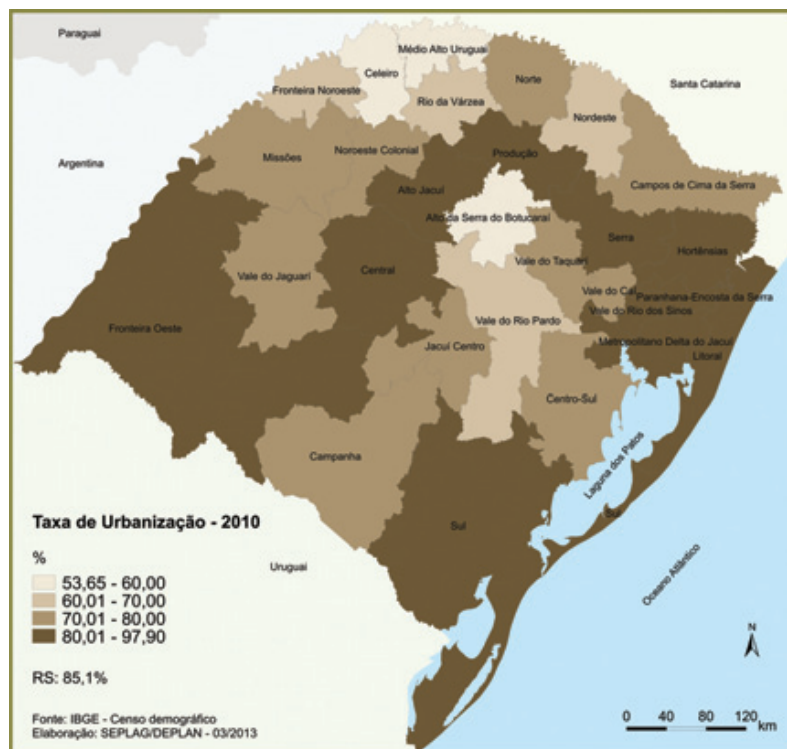 Paraguai
Médio Alto Uruguai
Celeiro
Norte
Santa Catarina
Fronteira Noroeste
Rio da Várzea
Nordeste
Argentina
Missões
Noroeste Colonial
Produção
Alto Jacuí
Campos de Cima da Serra
Alto da Serra do Botucaraí
Serra
Hortênsias
Vale do Jaguari
Central
Vale do Taquari
Vale do Caí
Paranhana-Encosta da Serra
Vale do Rio dos Sinos
Fronteira Oeste
Vale do Rio Pardo
Jacuí Centro
Metropolitano Delta do Jacuí
Litoral
Centro-Sul
Campanha
Laguna dos Patos
Sul
Sul
Uruguai
Oceano Atlântico
Taxa de Urbanização - 2010
%
53,65 - 60,00
60,01 - 70,00
70,01 - 80,00
80,01 - 97,90
RS: 85,1%
Fonte: IBGE - Censo demográfico
Elaboração: SEPLAG/DEPLAN - 03/2013
N
0 20 40 80 120
km